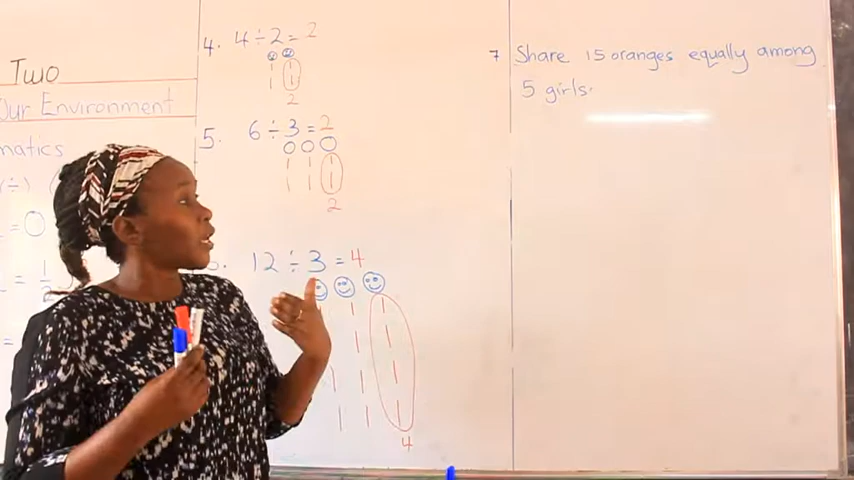 Two
Our Environment
matics
(÷)
= 0
4. 4 ÷ 2 = 2
2
5. 6 ÷ 3 = 2
2
12 ÷ 3 = 4
4
7 Share 15 oranges equally among
5 girls.